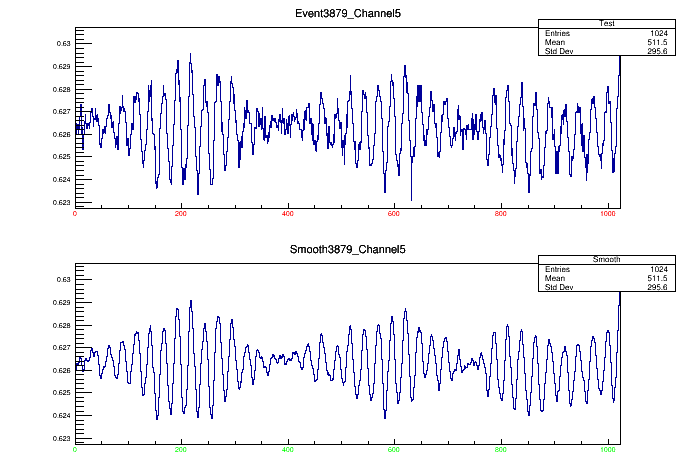 Event3879_Channel5
Test
Entries 1024
Mean 511.5
Std Dev 295.6
0.63
0.629
0.628
0.627
0.626
0.625
0.624
0.623
0 200 400 600 800 1000
Smooth3879_Channel5
Smooth
Entries 1024
Mean 511.5
Std Dev 295.6
0.63
0.629
0.628
0.627
0.626
0.625
0.624
0.623
0 200 400 600 800 1000